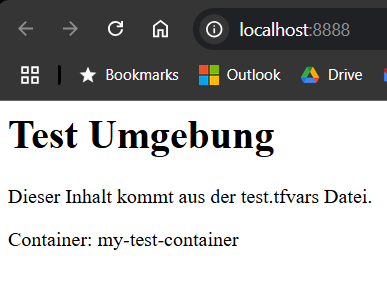 localhost:8888
Bookmarks
Outlook
Drive
Test Umgebung
Dieser Inhalt kommt aus der test.tfvars Datei.
Container: my-test-container